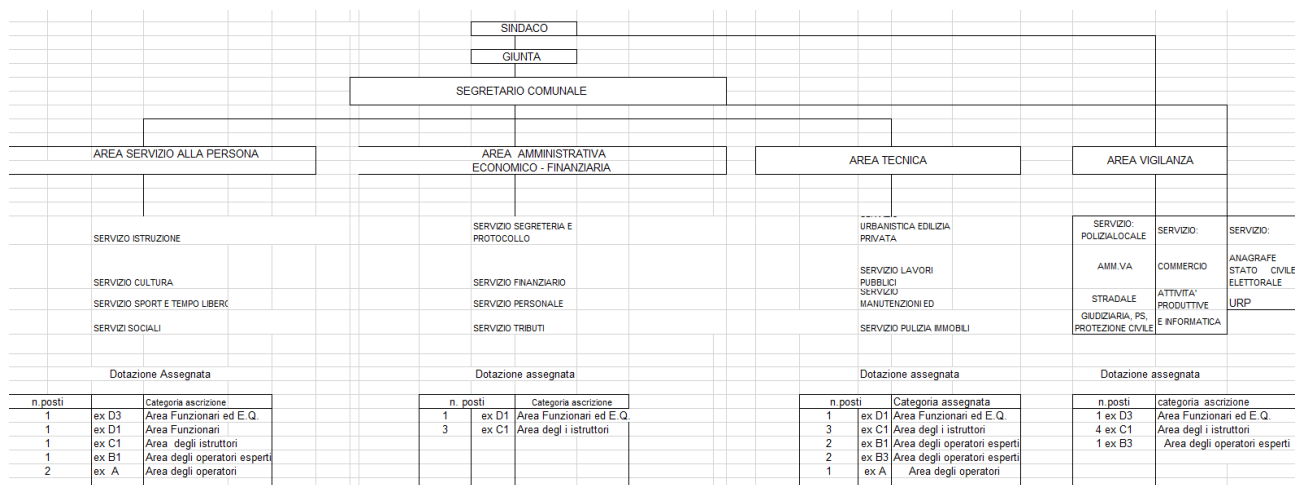 SINDACO
GIUNTA
SEGRETARIO COMUNALE
AREA SERVIZIO ALLA PERSONA
AREA AMMINISTRATIVA
ECONOMICO - FINANZIARIA
AREA TECNICA
AREA VIGILANZA
SERVIZO ISTRUZIONE
SERVIZIO CULTURA
SERVIZIO SPORT E TEMPO LIBERO
SERVIZI SOCIALI
SERVIZIO SEGRETERIA E
PROTOCOLLO
SERVIZIO FINANZIARIO
SERVIZIO PERSONALE
SERVIZIO TRIBUTI
URBANISTICA EDILIZIA
PRIVATA
SERVIZIO LAVORI
PUBBLICI
SERVIZIO
MANUTENZIONI ED
SERVIZIO PULIZIA IMMOBILI
SERVIZIO:
POLIZIALOCALE
AMM.VA
STRADALE
GIUDIZIARIA, PS,
PROTEZIONE CIVILE
SERVIZIO:
COMMERCIO
ATTIVITA'
PRODUTTIVE
E INFORMATICA
SERVIZIO:
ANAGRAFE
STATO CIVILE
ELETTORALE
URP
Dotazione Assegnata
n.posti Categoria ascrizione
1 ex D3 Area Funzionari ed E.Q.
1 ex D1 Area Funzionari
1 ex C1 Area degli istruttori
1 ex B1 Area degli operatori esperti
2 ex A Area degli operatori
Dotazione assegnata
n. posti Categoria ascrizione
1 ex D1 Area Funzionari ed E.Q.
3 ex C1 Area degl i istruttori
Dotazione assegnata
n.posti Categoria assegnata
1 ex D1 Area Funzionari ed E.Q.
3 ex C1 Area degl i istruttori
2 ex B1 Area degli operatori esperti
2 ex B3 Area degli operatori esperti
1 ex A Area degli operatori
Dotazione assegnata
n.posti categoria ascrizione
1 ex D3 Area Funzionari ed E.Q.
4 ex C1 Area degl i istruttori
1 ex B3 Area degli operatori esperti